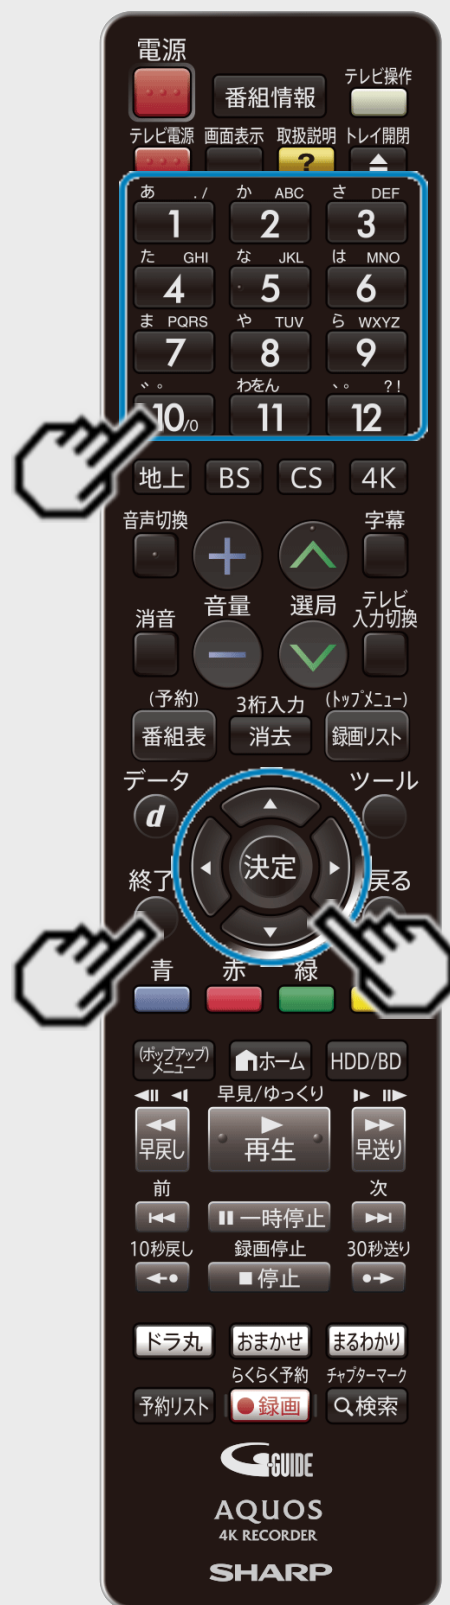 電源
番組情報
テレビ操作
テレビ電源 画面表示 取扱説明 トレイ開閉
?
あ ./ か ABC さ DEF
1 2 3
た GHI な JKL は MNO
4 5 6
ま PQRS や TUV ら WXYZ
7 8 9
゛゜ わをん 、。 ?!
10/0 11 12
地上 BS CS 4K
音声切換 字幕
+
消音 音量 選局 テレビ
入力切換
−
(予約) 3桁入力 (トップメニュー)
番組表 消去 録画リスト
データ ツール
d
決定
終了 戻る
青 赤 緑
(ポップアップ)
メニュー ホーム HDD/BD
早見/ゆっくり
早戻し 再生 早送り
前 次
一時停止
10秒戻し 録画停止 30秒送り
停止
ドラ丸 おまかせ まるわかり
らくらく予約 チャプターマーク
予約リスト 録画 検索
G-GUIDE
AQUOS
4K RECORDER
SHARP